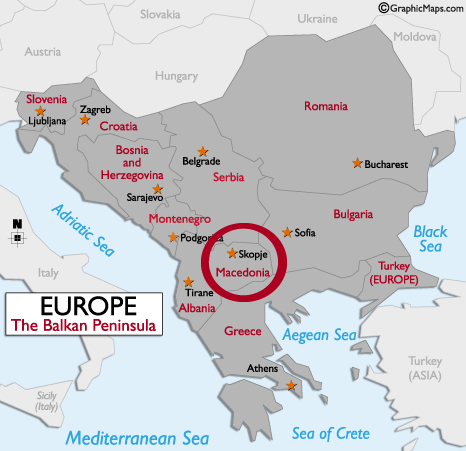 ©GraphicMaps.com
Slovakia
Ukraine
Austria
Moldova
Hungary
Slovenia
Zagreb
Romania
Ljubljana
Croatia
Bosnia
and
Herzegovina
Belgrade
Bucharest
Serbia
Sarajevo
Adriatic Sea
Montenegro
Bulgaria
N
Podgorica
Sofia
Black
Sea
Skopje
Italy
Macedonia
Turkey
(EUROPE)
Tirane
EUROPE
The Balkan Peninsula
Albania
Greece
Aegean Sea
Turkey
(ASIA)
Athens
Sicily
(Italy)
Mediterranean Sea
Sea of Crete